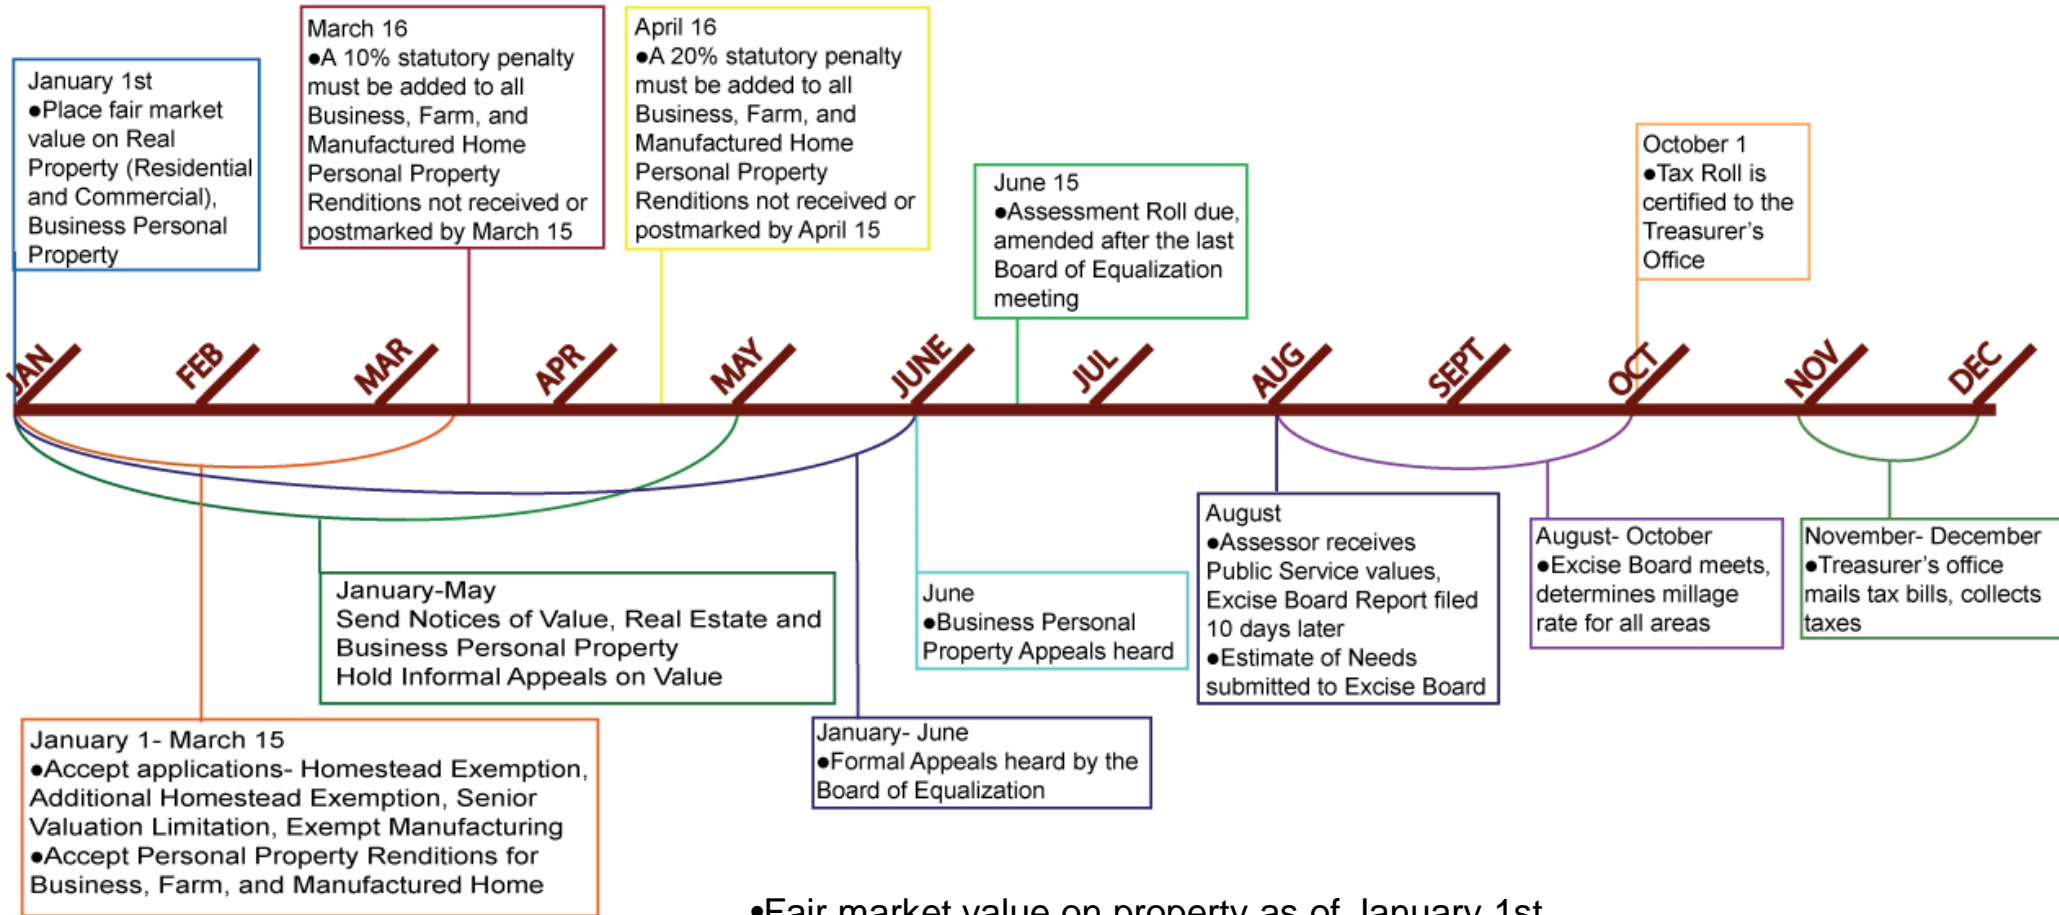 January 1st
●Place fair market
value on Real
Property (Residential
and Commercial),
Business Personal
Property
March 16
●A 10% statutory penalty
must be added to all
Business, Farm, and
Manufactured Home
Personal Property
Renditions not received or
postmarked by March 15
April 16
●A 20% statutory penalty
must be added to all
Business, Farm, and
Manufactured Home
Personal Property
Renditions not received or
postmarked by April 15
June 15
●Assessment Roll due,
amended after the last
Board of Equalization
meeting
October 1
●Tax Roll is
certified to the
Treasurer's
Office
JAN
FEB
MAR
APR
MAY
JUNE
JUL
AUG
SEPT
OCT
NOV
DEC
January-May
Send Notices of Value, Real Estate and
Business Personal Property
Hold Informal Appeals on Value
June
●Business Personal
Property Appeals heard
August
●Assessor receives
Public Service values,
Excise Board Report filed
10 days later
●Estimate of Needs
submitted to Excise Board
August- October
●Excise Board meets,
determines millage
rate for all areas
November- December
●Treasurer's office
mails tax bills, collects
taxes
January 1- March 15
●Accept applications- Homestead Exemption,
Additional Homestead Exemption, Senior
Valuation Limitation, Exempt Manufacturing
●Accept Personal Property Renditions for
Business, Farm, and Manufactured Home
January- June
●Formal Appeals heard by the
Board of Equalization
•Fair market value on property as of January 1st